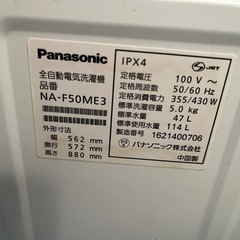 Panasonic
全自動電気洗濯機
品番
NA-F50ME3
外形寸法
幅 562 mm
奥行 572 mm
高さ 880 mm
IPX4
JET
定格電圧 100 V~
定格周波数 50/60 Hz
定格消費電力 355/430 W
標準洗濯容量 5.0 kg
標準水量 47 L
標準使用水量 114 L
製造番号 1621400706
パナソニック株式会社
中国製